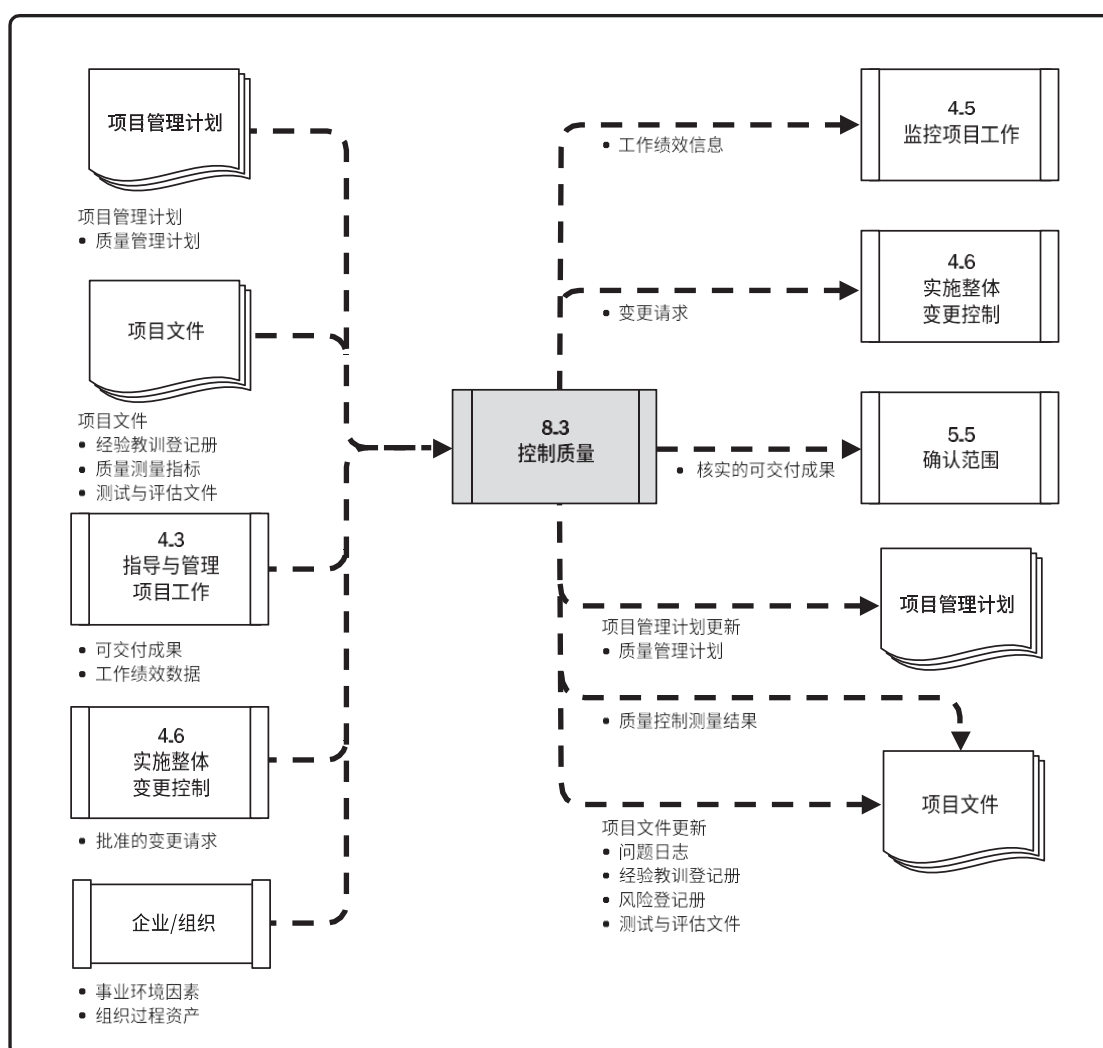 项目管理计划
项目管理计划
• 质量管理计划
项目文件
项目文件
• 经验教训登记册
• 质量测量指标
• 测试与评估文件
4.3
指导与管理
项目工作
• 可交付成果
• 工作绩效数据
4.6
实施整体
变更控制
• 批准的变更请求
企业/组织
• 事业环境因素
• 组织过程资产
8.3
控制质量
• 工作绩效信息
4.5
监控项目工作
• 变更请求
4.6
实施整体
变更控制
• 核实的可交付成果
5.5
确认范围
项目管理计划更新
• 质量管理计划
项目管理计划
• 质量控制测量结果
项目文件
项目文件更新
• 问题日志
• 经验教训登记册
• 风险登记册
• 测试与评估文件